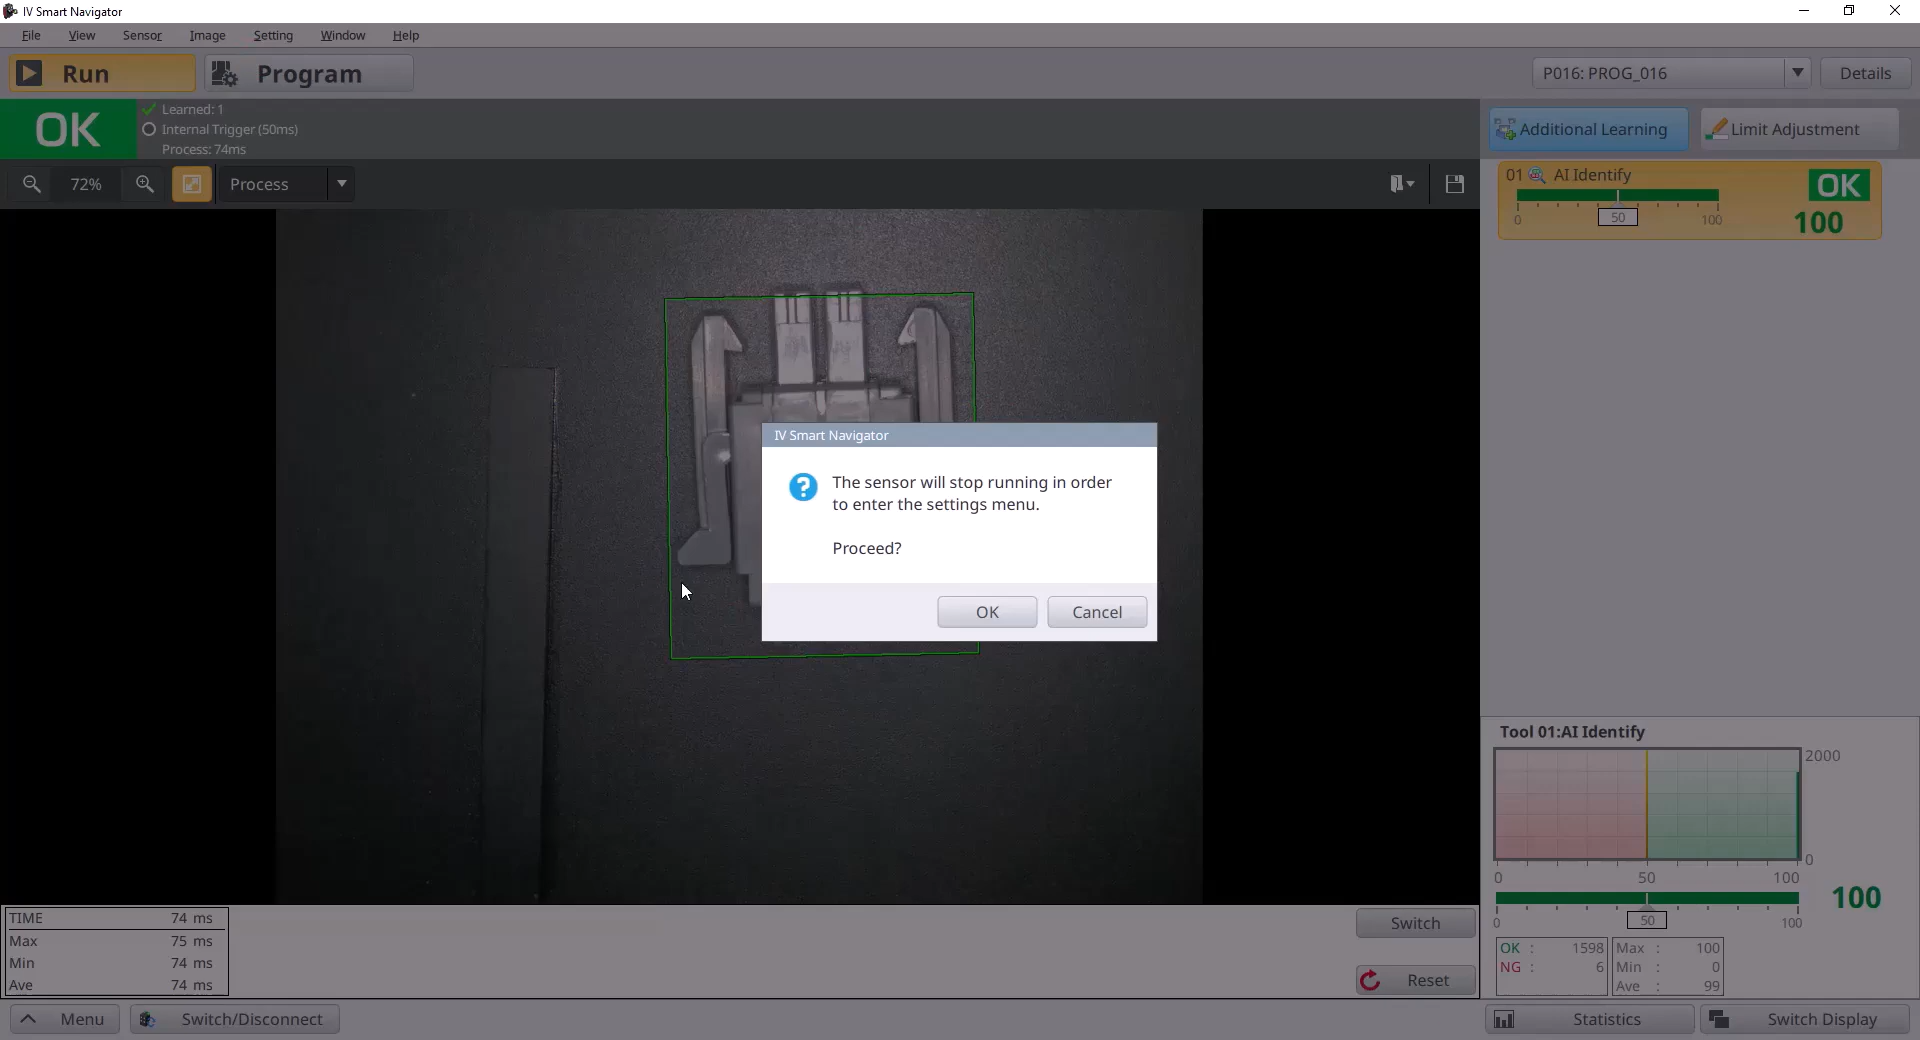 IV Smart Navigator
File View Sensor Image Setting Window Help
Run Program P016: PROG_016 Details
OK
Learned: 1
Internal Trigger (50ms)
Process: 74ms
Additional Learning Limit Adjustment
72% Process
01 AI Identify OK
0 50 100 100
IV Smart Navigator
The sensor will stop running in order
to enter the settings menu.
Proceed?
OK Cancel
Tool 01:AI Identify
2000
0
0 50 100
100
0 50 100
OK : 1598
NG : 6
Max : 100
Min : 0
Ave : 99
TIME 74 ms
Max 75 ms
Min 74 ms
Ave 74 ms
Switch
Reset
Menu Switch/Disconnect Statistics Switch Display